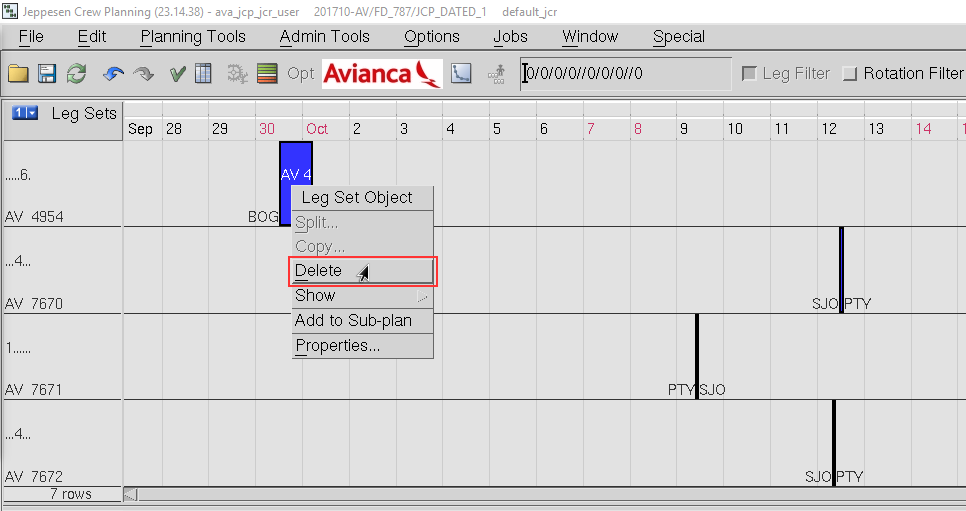 Jeppesen Crew Planning (23.14.38) - ava_jcp_jcr_user 201710-AV/FD_787/JCP_DATED_1 default_jcr
File Edit Planning Tools Admin Tools Options Jobs Window Special
Opt Avianca 0/0/0/0//0/0/0//0 Leg Filter Rotation Filter
1 Leg Sets
Sep 28 29 30 Oct 2 3 4 5 6 7 8 9 10 11 12 13 14 1
.....6.
AV 4
AV 4954 BOG
Leg Set Object
Split...
Copy...
Delete
Show
Add to Sub-plan
Properties...
...4...
AV 7670 SJO PTY
1......
AV 7671 PTY SJO
...4...
AV 7672 SJO PTY
7 rows